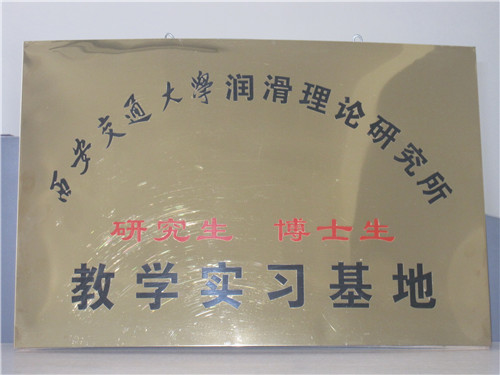 西安交通大學润滑理论研究所
研究生 博士生
教学实习基地